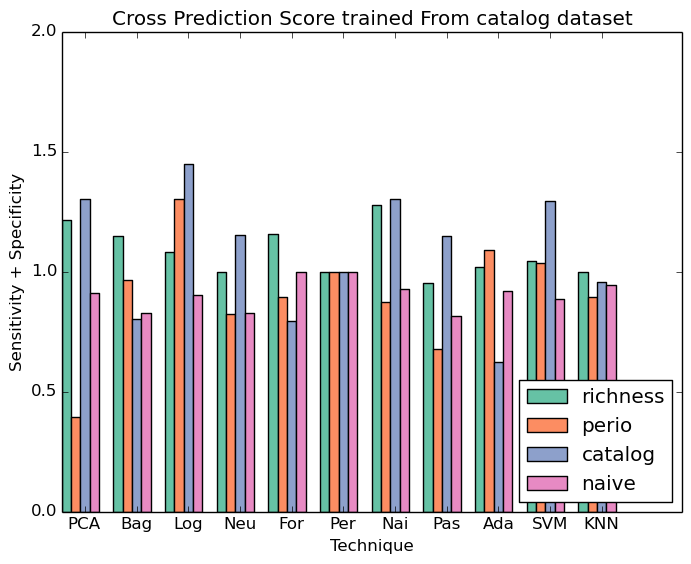 Cross Prediction Score trained From catalog dataset
2.0
1.5
1.0
0.5
0.0
Sensitivity + Specificity
richness
perio
catalog
naive
PCA Bag Log Neu For Per Nai Pas Ada SVM KNN
Technique